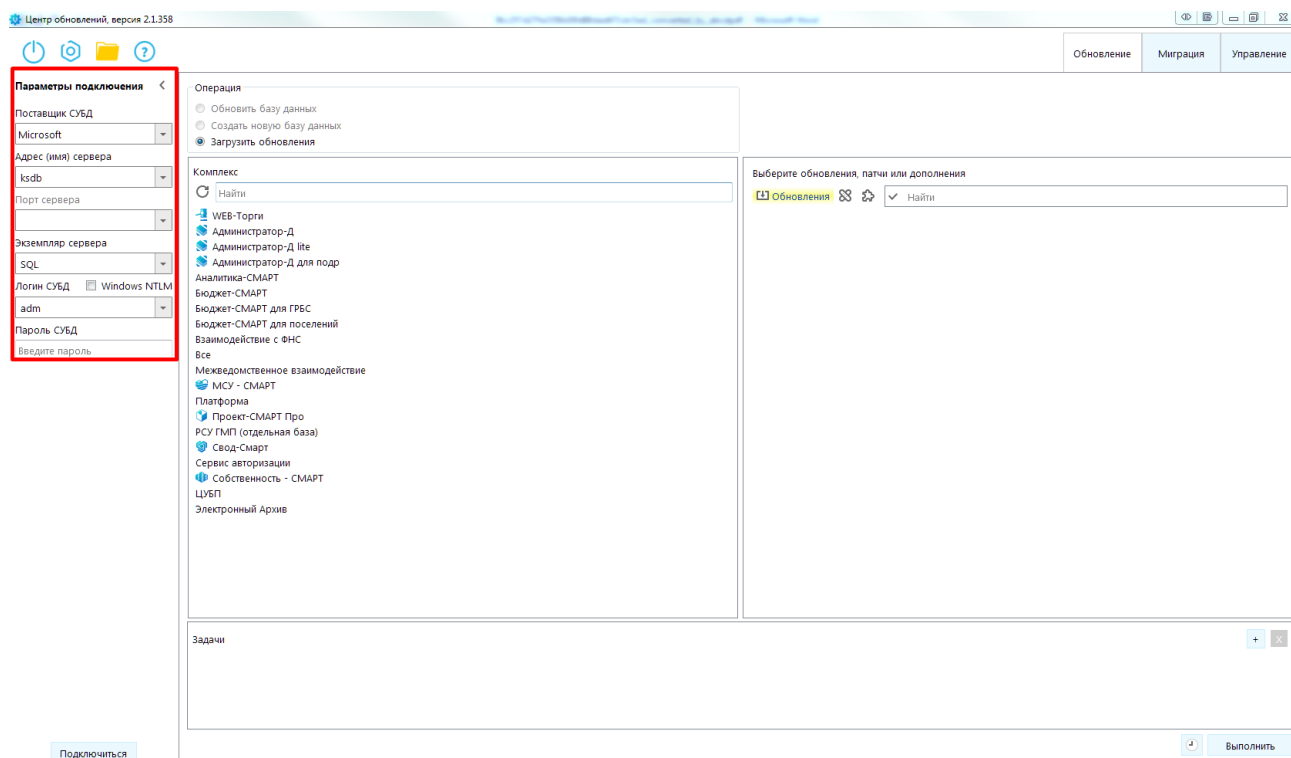 Центр обновлений, версия 2.1.358
Обновление
Миграция
Управление
Параметры подключения
Поставщик СУБД
Microsoft
Адрес (имя) сервера
ksdb
Порт сервера
Экземпляр сервера
SQL
Логин СУБД Windows NTLM
adm
Пароль СУБД
Введите пароль
Подключиться
Операция
Обновить базу данных
Создать новую базу данных
Загрузить обновления
Комплекс
Найти
WEB-Торги
Администратор-Д
Администратор-Д lite
Администратор-Д для подр
Аналитика-СМАРТ
Бюджет-СМАРТ
Бюджет-СМАРТ для ГРБС
Бюджет-СМАРТ для поселений
Взаимодействие с ФНС
Все
Межведомственное взаимодействие
МСУ - СМАРТ
Платформа
Проект-СМАРТ Про
РСУ ГМП (отдельная база)
Свод-Смарт
Сервис авторизации
Собственность - СМАРТ
ЦУБП
Электронный Архив
Выберите обновления, патчи или дополнения
Обновления
Найти
Задачи
+ X
Выполнить